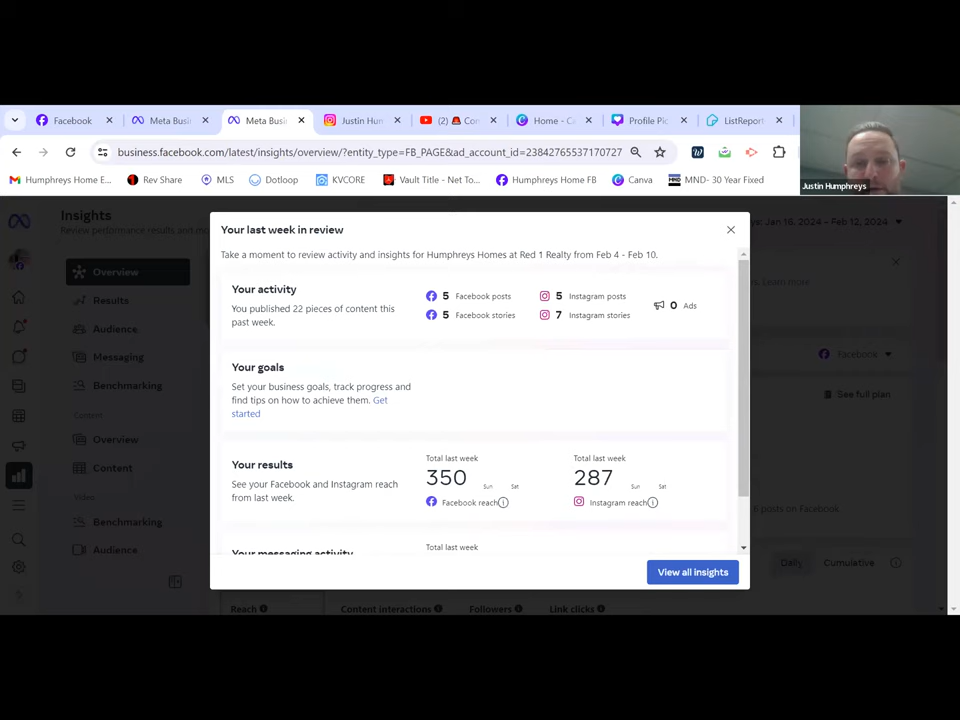 Facebook
Meta Busi
Meta Busi
Justin Hum
(2) 🚨 Con
Home - Ca
Profile Pic
ListReport
business.facebook.com/latest/insights/overview/?entity_type=FB_PAGE&ad_account_id=23842765537170727
Humphreys Home E...
Rev Share
MLS
Dotloop
KVCORE
Vault Title - Net To...
Humphreys Home FB
Canva
MND- 30 Year Fixed
Justin Humphreys
Insights
Review performance results and mo
ys: Jan 16, 2024 – Feb 12, 2024
Overview
Results
Audience
Messaging
Benchmarking
Content
Overview
Content
Video
Benchmarking
Audience
Your last week in review
Take a moment to review activity and insights for Humphreys Homes at Red 1 Realty from Feb 4 - Feb 10.
Your activity
You published 22 pieces of content this
past week.
5 Facebook posts
5 Instagram posts
5 Facebook stories
7 Instagram stories
0 Ads
Your goals
Set your business goals, track progress and
find tips on how to achieve them. Get
started
Your results
See your Facebook and Instagram reach
from last week.
Total last week
350
Sun Sat
Facebook reach
Total last week
287
Sun Sat
Instagram reach
Your messaging activity
Total last week
View all insights
s. Learn more
Facebook
See full plan
s posts on Facebook
Daily
Cumulative
Reach
Content interactions
Followers
Link clicks